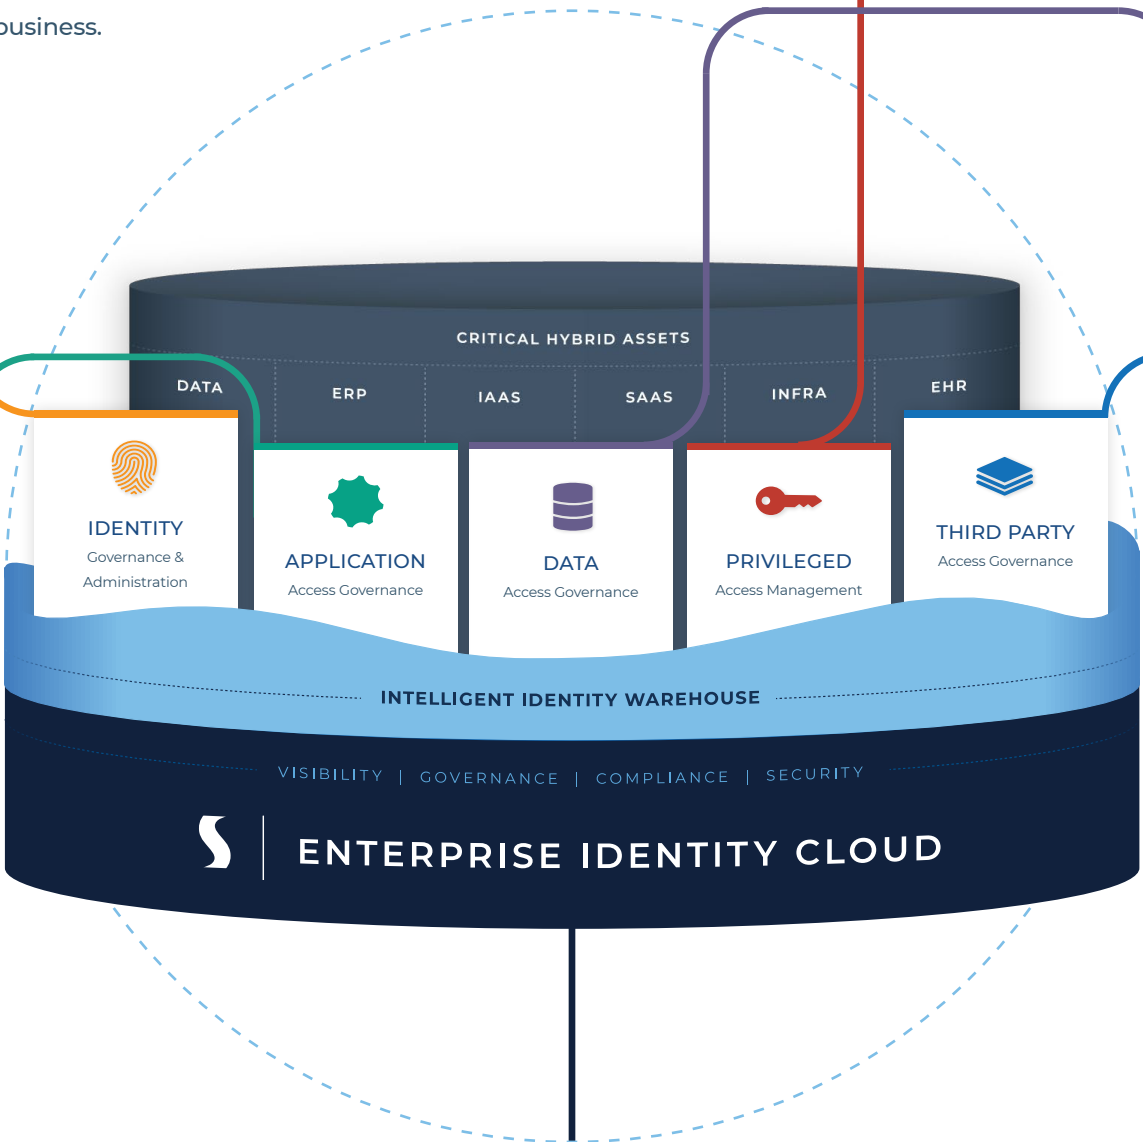 business.
CRITICAL HYBRID ASSETS
DATA
ERP
IAAS
SAAS
INFRA
EHR
IDENTITY
Governance &
Administration
APPLICATION
Access Governance
DATA
Access Governance
PRIVILEGED
Access Management
THIRD PARTY
Access Governance
INTELLIGENT IDENTITY WAREHOUSE
VISIBILITY | GOVERNANCE | COMPLIANCE | SECURITY
ENTERPRISE IDENTITY CLOUD